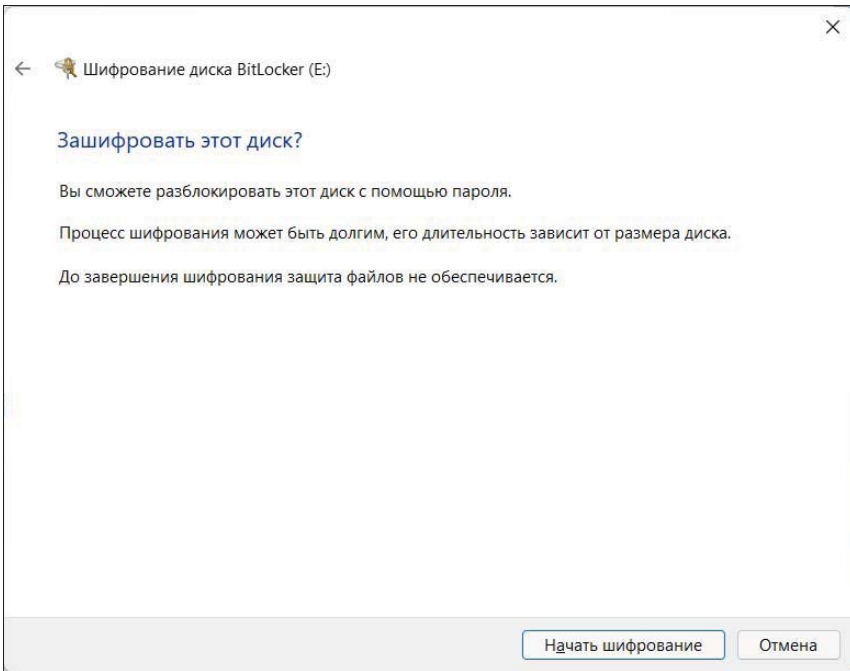 Шифрование диска BitLocker (E:)
Зашифровать этот диск?
Вы сможете разблокировать этот диск с помощью пароля.
Процесс шифрования может быть долгим, его длительность зависит от размера диска.
До завершения шифрования защита файлов не обеспечивается.
Начать шифрование
Отмена